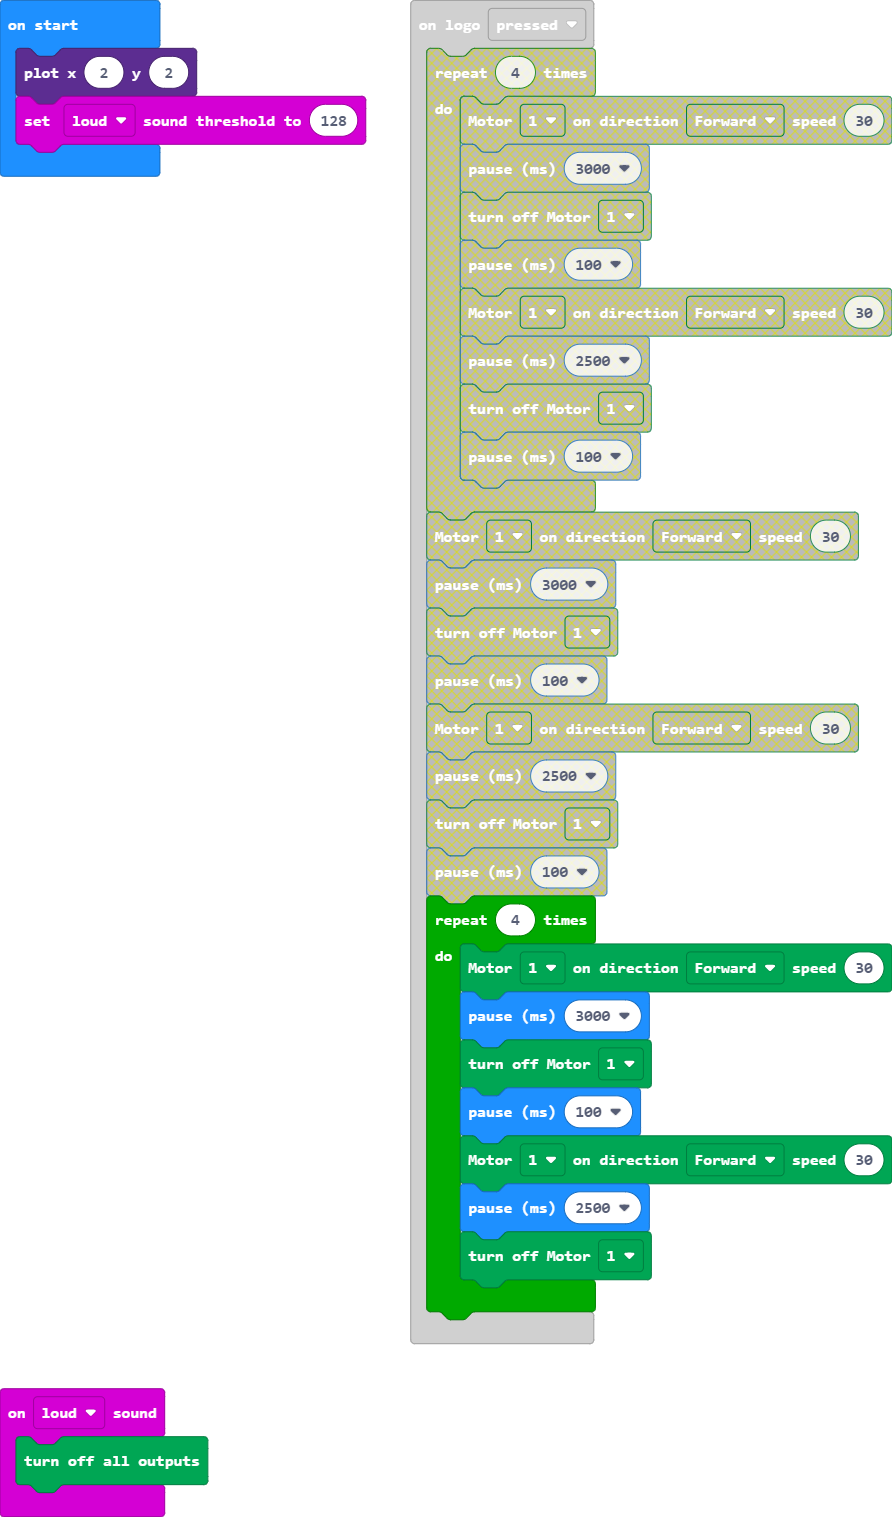 on start
plot x 2 y 2
set loud sound threshold to 128
on logo pressed
repeat 4 times
do
Motor 1 on direction Forward speed 30
pause (ms) 3000
turn off Motor 1
pause (ms) 100
Motor 1 on direction Forward speed 30
pause (ms) 2500
turn off Motor 1
pause (ms) 100
Motor 1 on direction Forward speed 30
pause (ms) 3000
turn off Motor 1
pause (ms) 100
Motor 1 on direction Forward speed 30
pause (ms) 2500
turn off Motor 1
pause (ms) 100
repeat 4 times
do
Motor 1 on direction Forward speed 30
pause (ms) 3000
turn off Motor 1
pause (ms) 100
Motor 1 on direction Forward speed 30
pause (ms) 2500
turn off Motor 1
on loud sound
turn off all outputs